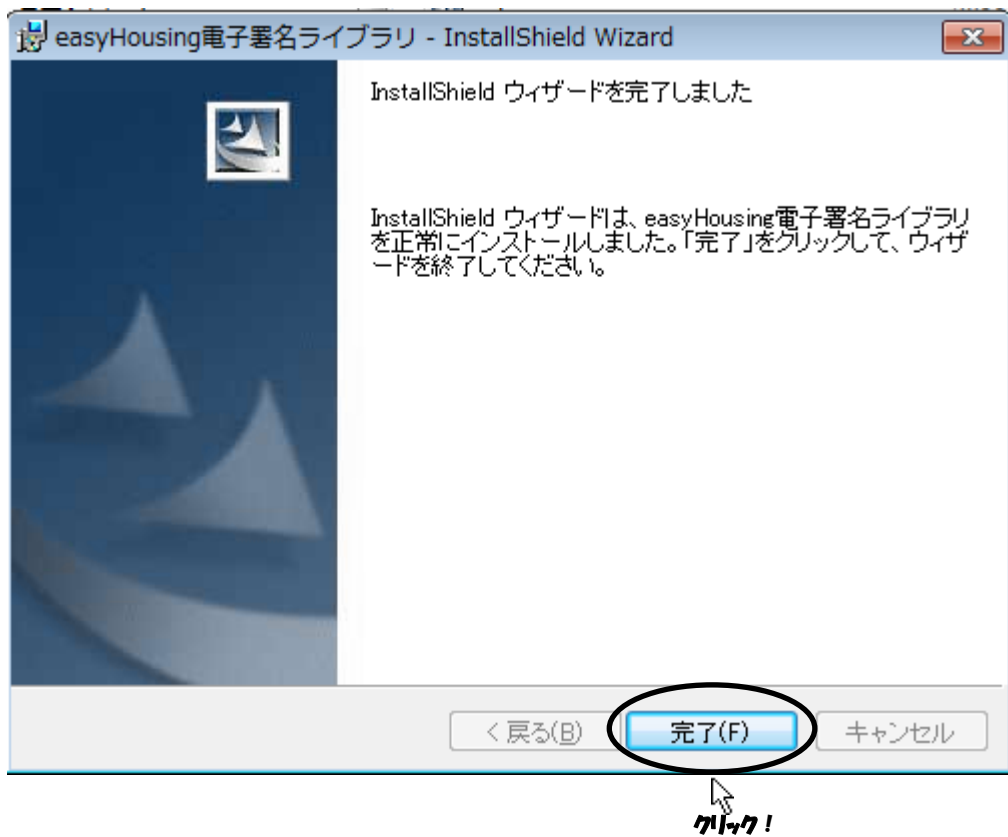 easyHousing電子署名ライブラリ - InstallShield Wizard
InstallShield ウィザードを完了しました
InstallShield ウィザードは、easyHousing電子署名ライブラリ
を正常にインストールしました。「完了」をクリックして、ウィザ
ードを終了してください。
< 戻る(B)
完了(F)
キャンセル
クリック！